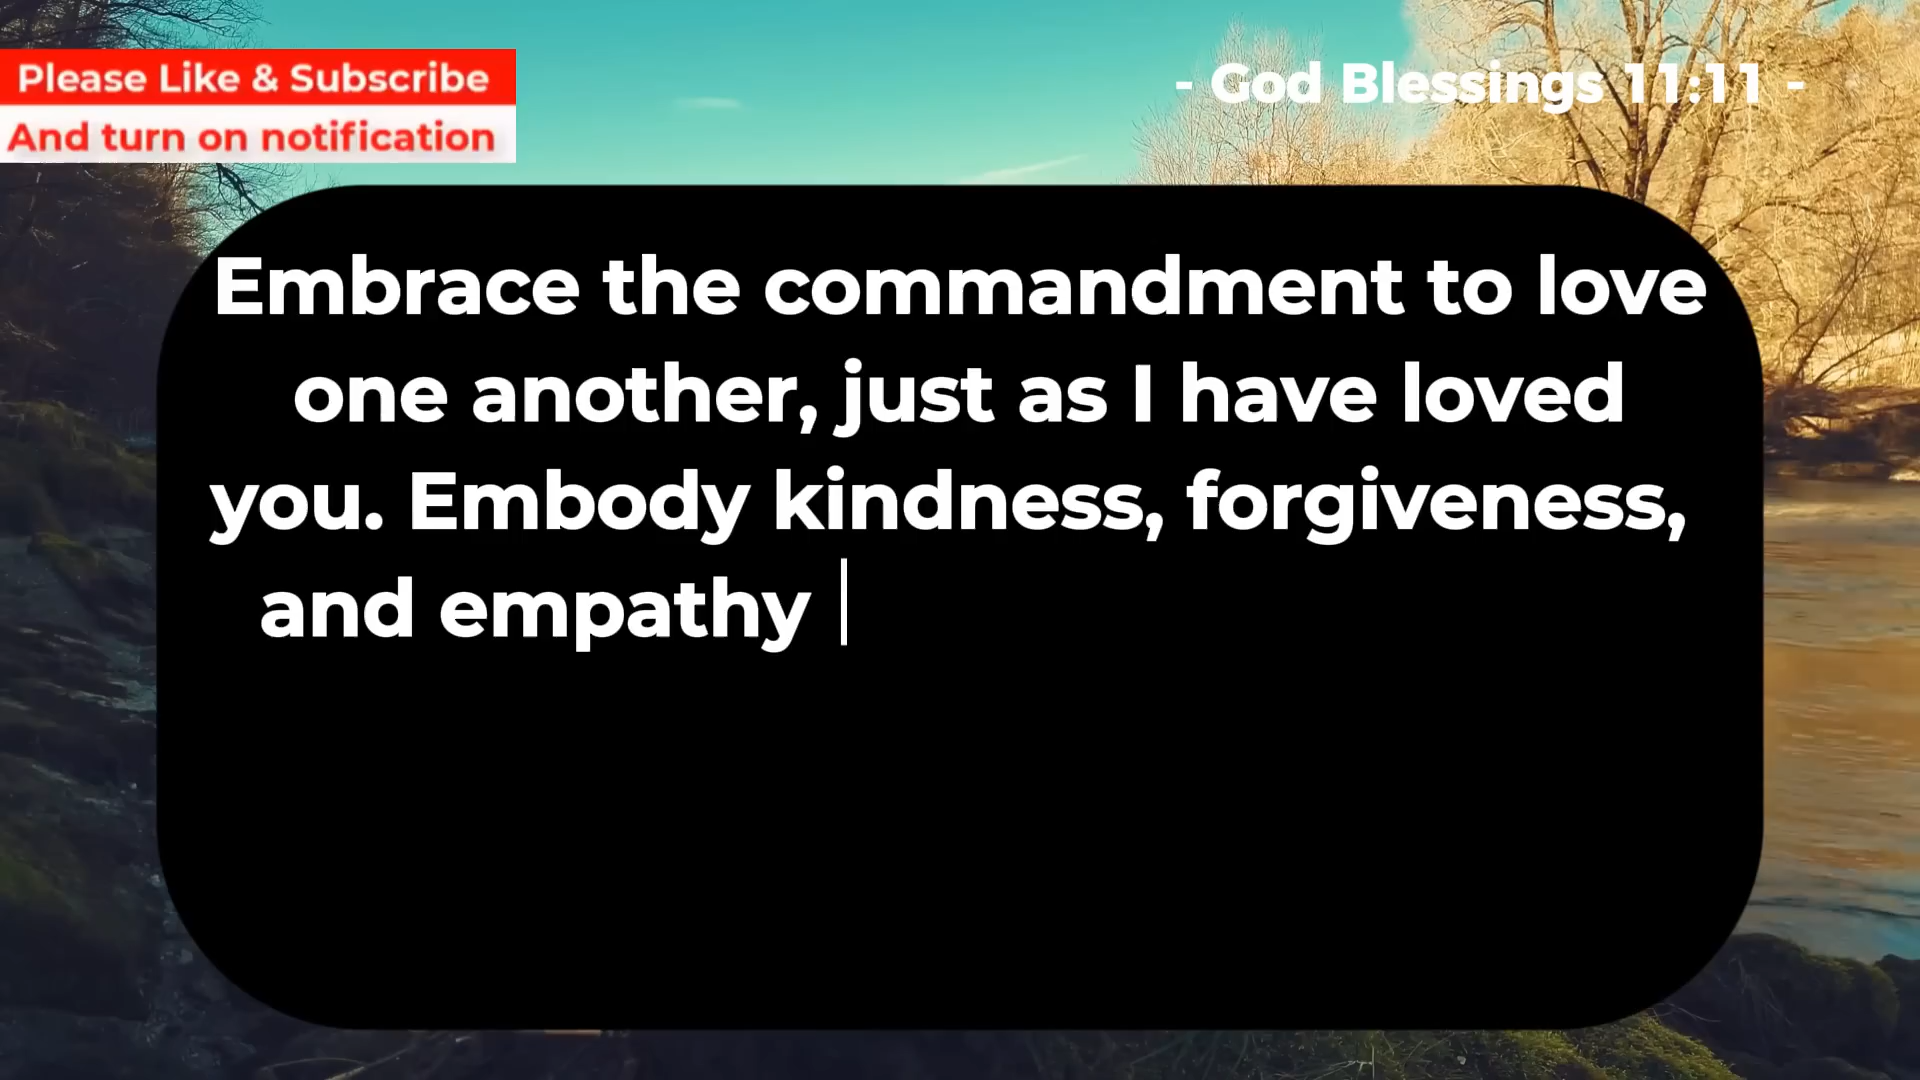 Please Like & Subscribe
And turn on notification
- God Blessings 11:11 -
Embrace the commandment to love
one another, just as I have loved
you. Embody kindness, forgiveness,
and empathy